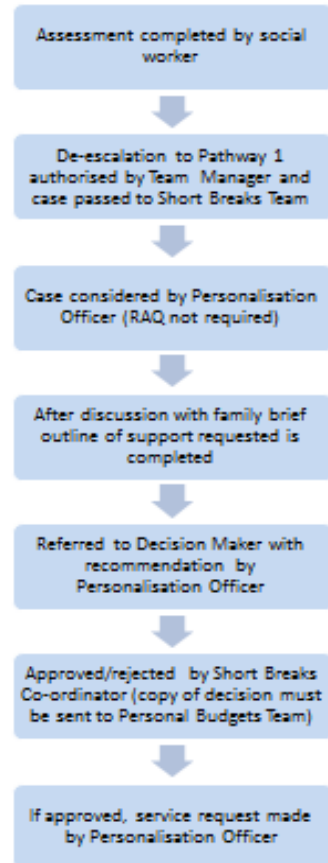 Assessment completed by social
worker
De-escalation to Pathway 1
authorised by Team Manager and
case passed to Short Breaks Team
Case considered by Personalisation
Officer (RAQ not required)
After discussion with family brief
outline of support requested is
completed
Referred to Decision Maker with
recommendation by
Personalisation Officer
Approved/rejected by Short Breaks
Co-ordinator (copy of decision must
be sent to Personal Budgets Team)
If approved, service request made
by Personalisation Officer